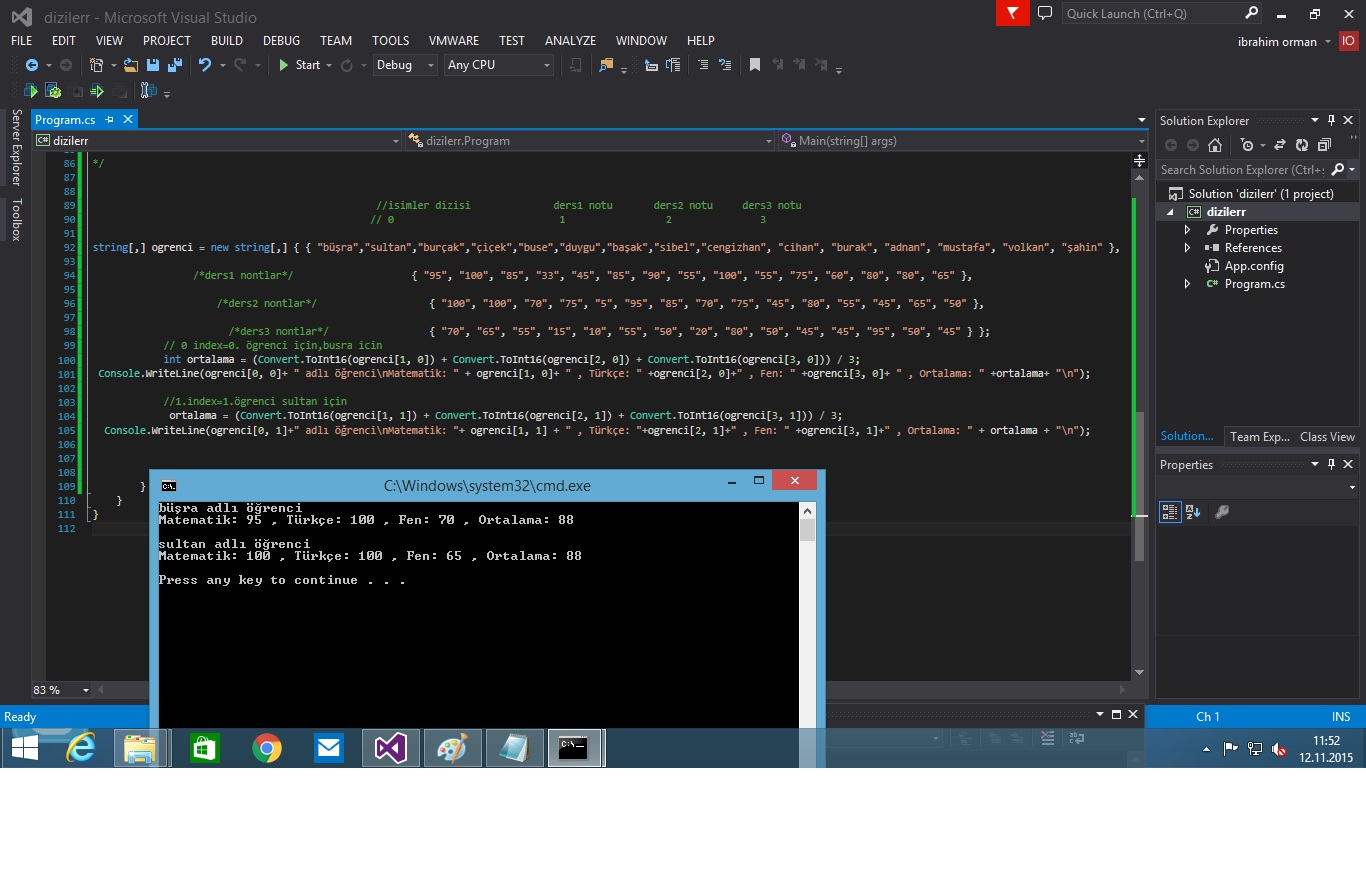 dizilerr - Microsoft Visual Studio
Quick Launch (Ctrl+Q)
FILE EDIT VIEW PROJECT BUILD DEBUG TEAM TOOLS VMWARE TEST ANALYZE WINDOW HELP
ibrahim orman IO
Start Debug Any CPU
Server Explorer
Toolbox
Program.cs
dizilerr dizilerr.Program Main(string[] args)
86 */
87
88
89 //isimler dizisi ders1 notu ders2 notu ders3 notu
90 // 0 1 2 3
91
92 string[,] ogrenci = new string[,] { { "büşra","sultan","burçak","çiçek","buse","duygu","başak","sibel","cengizhan", "cihan", "burak", "adnan", "mustafa", "volkan", "şahin" },
93
94 /*ders1 nontlar*/ { "95", "100", "85", "33", "45", "85", "90", "55", "100", "55", "75", "60", "80", "80", "65" },
95
96 /*ders2 nontlar*/ { "100", "100", "70", "75", "5", "95", "85", "70", "75", "45", "80", "55", "45", "65", "50" },
97
98 /*ders3 nontlar*/ { "70", "65", "55", "15", "10", "55", "50", "20", "80", "50", "45", "45", "95", "50", "45" } };
99 // 0 index=0. ögrenci için,busra icin
100 int ortalama = (Convert.ToInt16(ogrenci[1, 0]) + Convert.ToInt16(ogrenci[2, 0]) + Convert.ToInt16(ogrenci[3, 0])) / 3;
101 Console.WriteLine(ogrenci[0, 0]+ " adlı öğrenci\nMatematik: " + ogrenci[1, 0]+ " , Türkçe: " +ogrenci[2, 0]+ " , Fen: " +ogrenci[3, 0]+ " , Ortalama: " +ortalama+ "\n");
102
103 //1.index=1.ögrenci sultan için
104 ortalama = (Convert.ToInt16(ogrenci[1, 1]) + Convert.ToInt16(ogrenci[2, 1]) + Convert.ToInt16(ogrenci[3, 1])) / 3;
105 Console.WriteLine(ogrenci[0, 1]+" adlı öğrenci\nMatematik: "+ ogrenci[1, 1] + " , Türkçe: "+ogrenci[2, 1]+" , Fen: " +ogrenci[3, 1]+" , Ortalama: " + ortalama + "\n");
106
107
108
109 }
110 }
111 }
112
83 %
Ready
C:\Windows\system32\cmd.exe
büşra adlı öğrenci
Matematik: 95 , Türkçe: 100 , Fen: 70 , Ortalama: 88
sultan adlı öğrenci
Matematik: 100 , Türkçe: 100 , Fen: 65 , Ortalama: 88
Press any key to continue . . .
Solution Explorer
Search Solution Explorer (Ctrl+;
Solution 'dizilerr' (1 project)
dizilerr
Properties
References
App.config
Program.cs
Solution... Team Exp... Class View
Properties
Ch 1 INS
11:52
12.11.2015